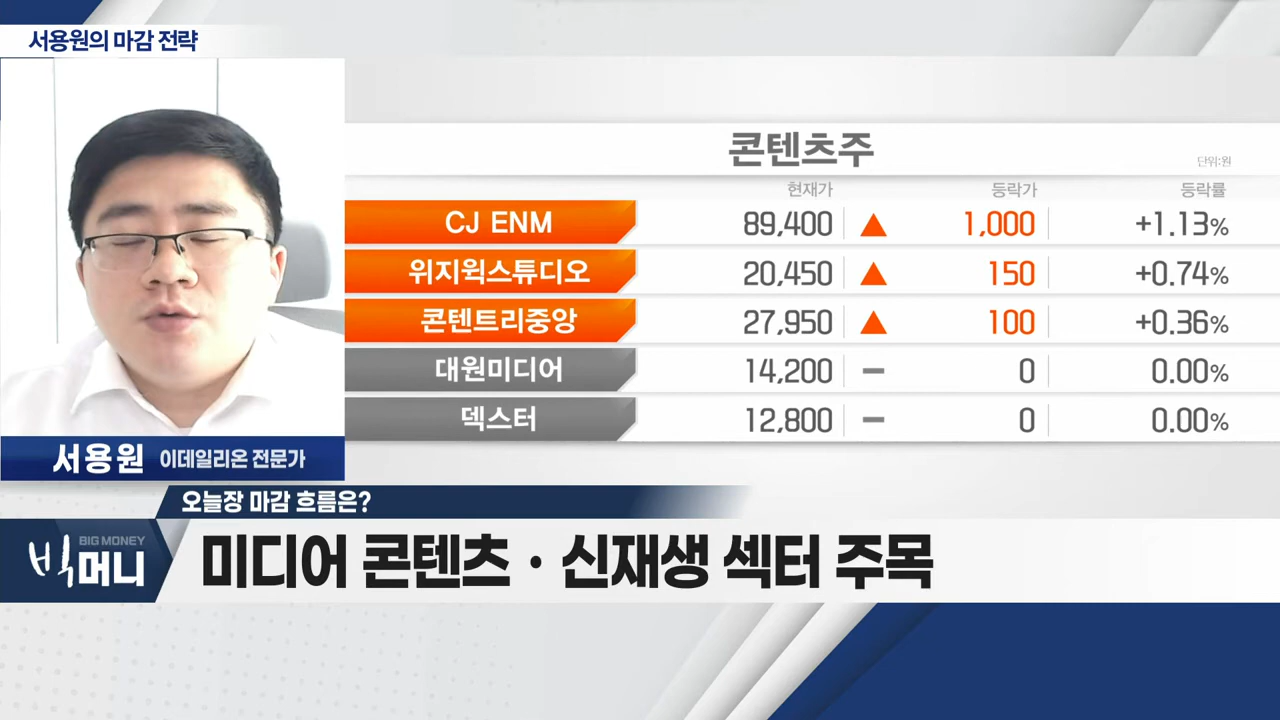 서용원의 마감 전략
콘텐츠주
단위:원
현재가 등락가 등락률
CJ ENM 89,400 ▲ 1,000 +1.13%
위지윅스튜디오 20,450 ▲ 150 +0.74%
콘텐트리중앙 27,950 ▲ 100 +0.36%
대원미디어 14,200 － 0 0.00%
덱스터 12,800 － 0 0.00%
서용원 이데일리온 전문가
오늘장 마감 흐름은?
BIG MONEY
빅머니
미디어 콘텐츠 · 신재생 섹터 주목